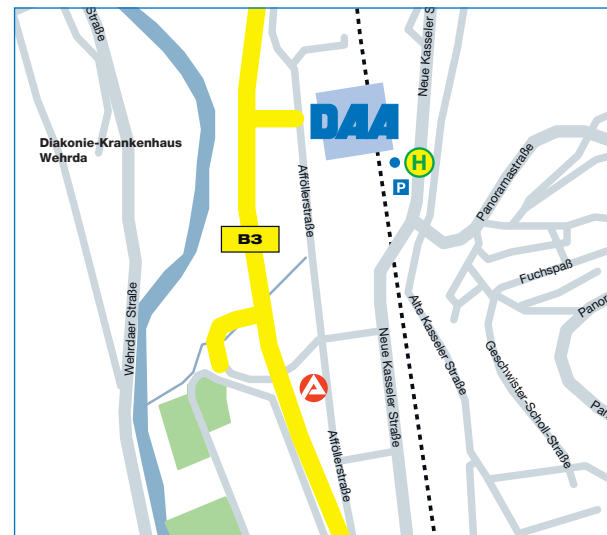 Straße
Neue Kasseler S
Diakonie-Krankenhaus
Wehrda
DAA
H
P
Panoramastraße
Afföllerstraße
B3
Fuchspaß
Panor
Wehrdaer Straße
Alte Kasseler Straße
Neue Kasseler Straße
Geschwister-Scholl-Straße
Pan
Afföllerstraße